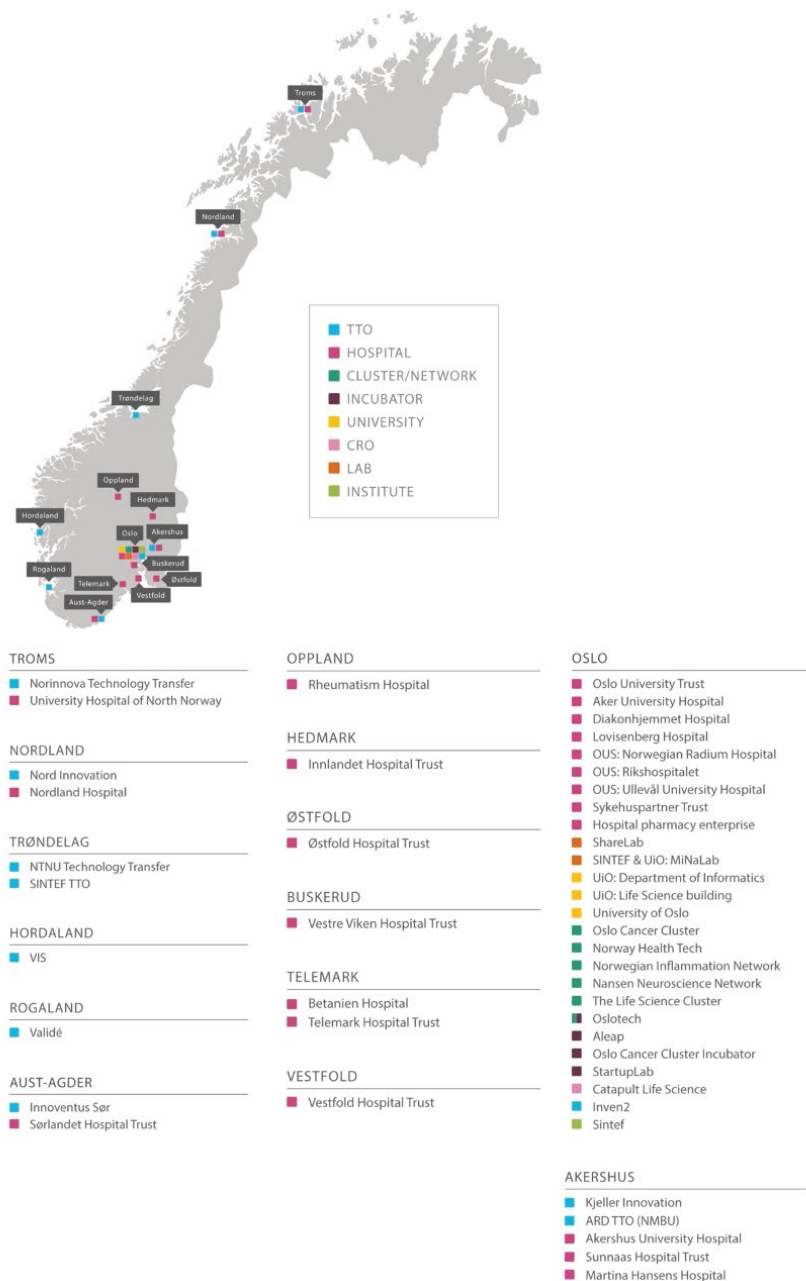 Troms
Nordland
Trøndelag
Oppland
Hedmark
Hordaland
Oslo
Akershus
Buskerud
Rogaland
Telemark
Østfold
Vestfold
Aust-Agder
TTO
HOSPITAL
CLUSTER/NETWORK
INCUBATOR
UNIVERSITY
CRO
LAB
INSTITUTE
TROMS
Norinnova Technology Transfer
University Hospital of North Norway
NORDLAND
Nord Innovation
Nordland Hospital
TRØNDELAG
NTNU Technology Transfer
SINTEF TTO
HORDALAND
VIS
ROGALAND
Validé
AUST-AGDER
Innoventus Sør
Sørlandet Hospital Trust
OPPLAND
Rheumatism Hospital
HEDMARK
Innlandet Hospital Trust
ØSTFOLD
Østfold Hospital Trust
BUSKERUD
Vestre Viken Hospital Trust
TELEMARK
Betanien Hospital
Telemark Hospital Trust
VESTFOLD
Vestfold Hospital Trust
OSLO
Oslo University Trust
Aker University Hospital
Diakonhjemmet Hospital
Lovisenberg Hospital
OUS: Norwegian Radium Hospital
OUS: Rikshospitalet
OUS: Ullevål University Hospital
Sykehuspartner Trust
Hospital pharmacy enterprise
ShareLab
SINTEF & UiO: MiNaLab
UiO: Department of Informatics
UiO: Life Science building
University of Oslo
Oslo Cancer Cluster
Norway Health Tech
Norwegian Inflammation Network
Nansen Neuroscience Network
The Life Science Cluster
Oslotech
Aleap
Oslo Cancer Cluster Incubator
StartupLab
Catapult Life Science
Inven2
Sintef
AKERSHUS
Kjeller Innovation
ARD TTO (NMBU)
Akershus University Hospital
Sunnaas Hospital Trust
Martina Hansens Hospital